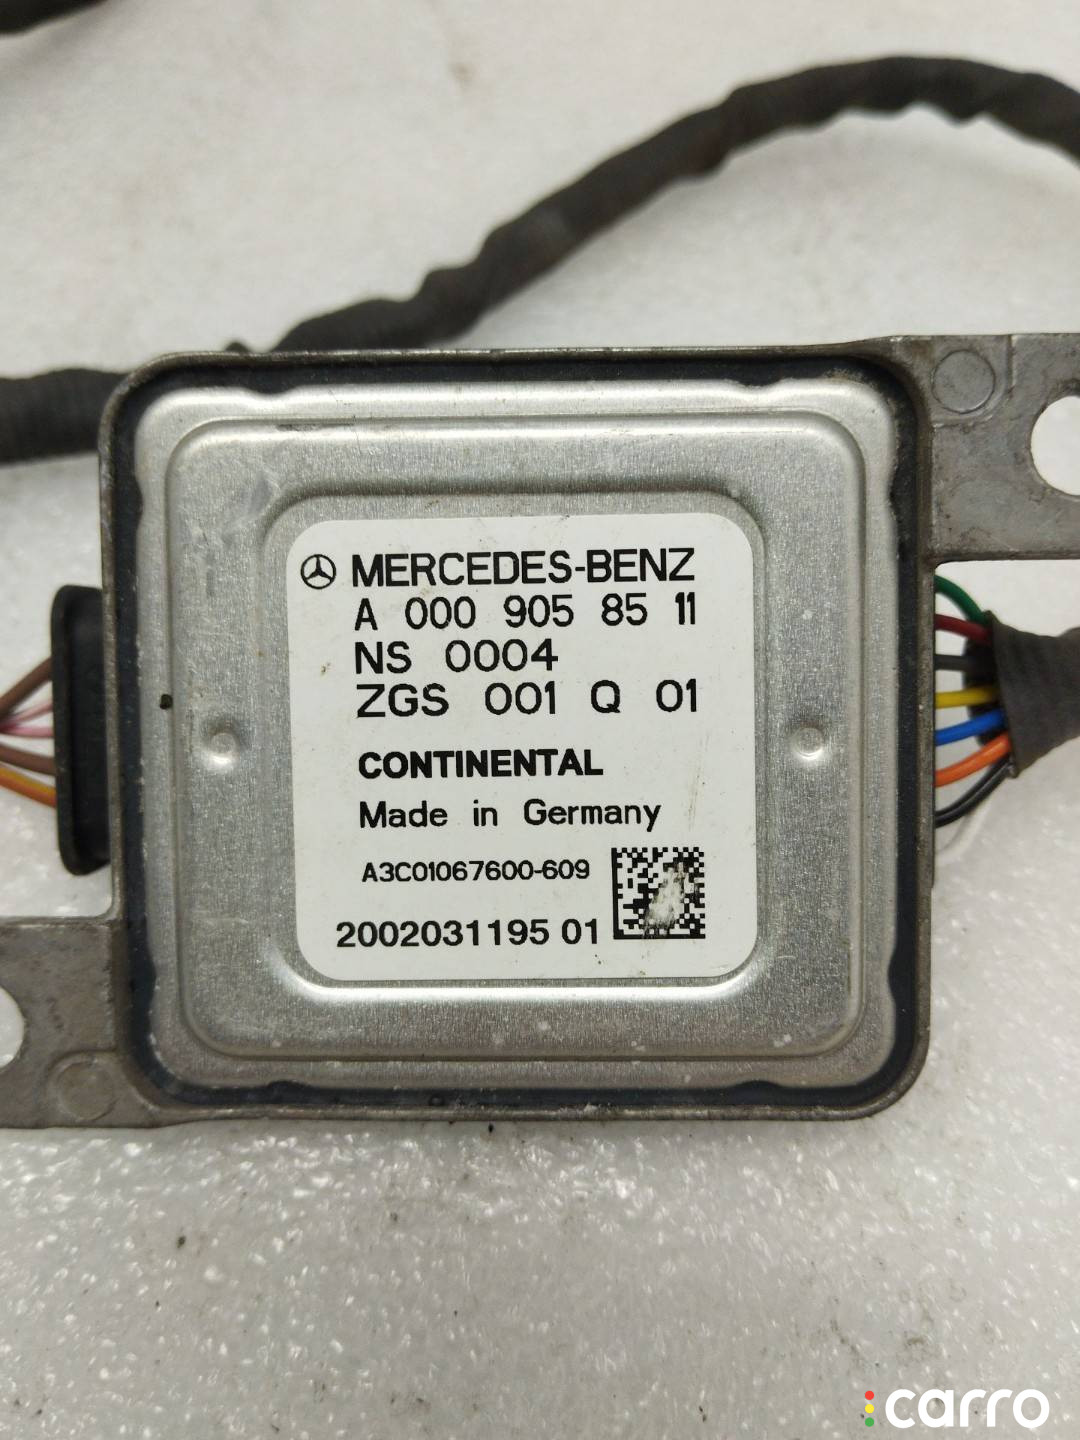 MERCEDES-BENZ
A 000 905 85 11
NS 0004
ZGS 001 Q 01
CONTINENTAL
Made in Germany
A3C01067600-609
2002031195 01
carro